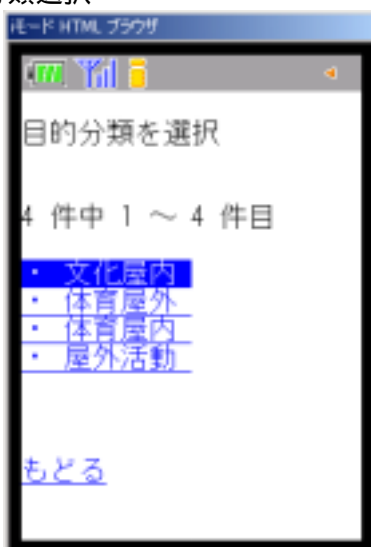 iモード HTML ブラウザ
目的分類を選択
4 件中 1 ～ 4 件目
・ 文化屋内
・ 体育屋外
・ 体育屋内
・ 屋外活動
もどる